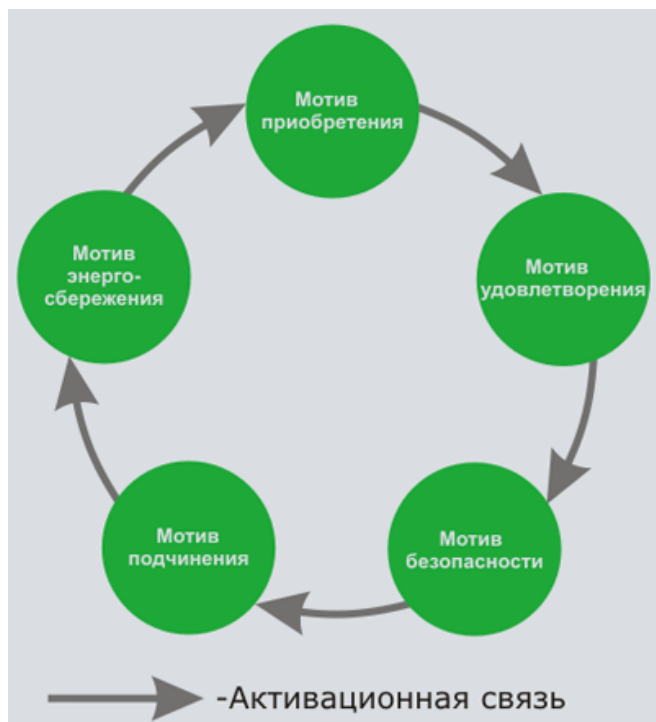 Мотив
приобретения
Мотив
удовлетворения
Мотив
безопасности
Мотив
подчинения
Мотив
энерго-
сбережения
-Активационная связь